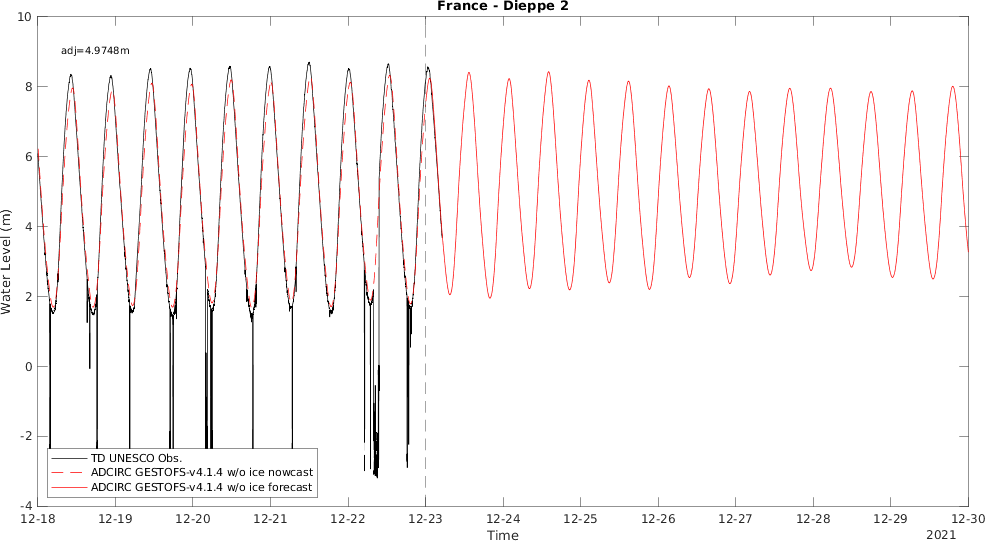 France - Dieppe 2
10
adj=4.9748m
8
6
4
2
0
-2
-4
Water Level (m)
TD UNESCO Obs.
ADCIRC GESTOFS-v4.1.4 w/o ice nowcast
ADCIRC GESTOFS-v4.1.4 w/o ice forecast
12-18 12-19 12-20 12-21 12-22 12-23 12-24 12-25 12-26 12-27 12-28 12-29 12-30
Time
2021